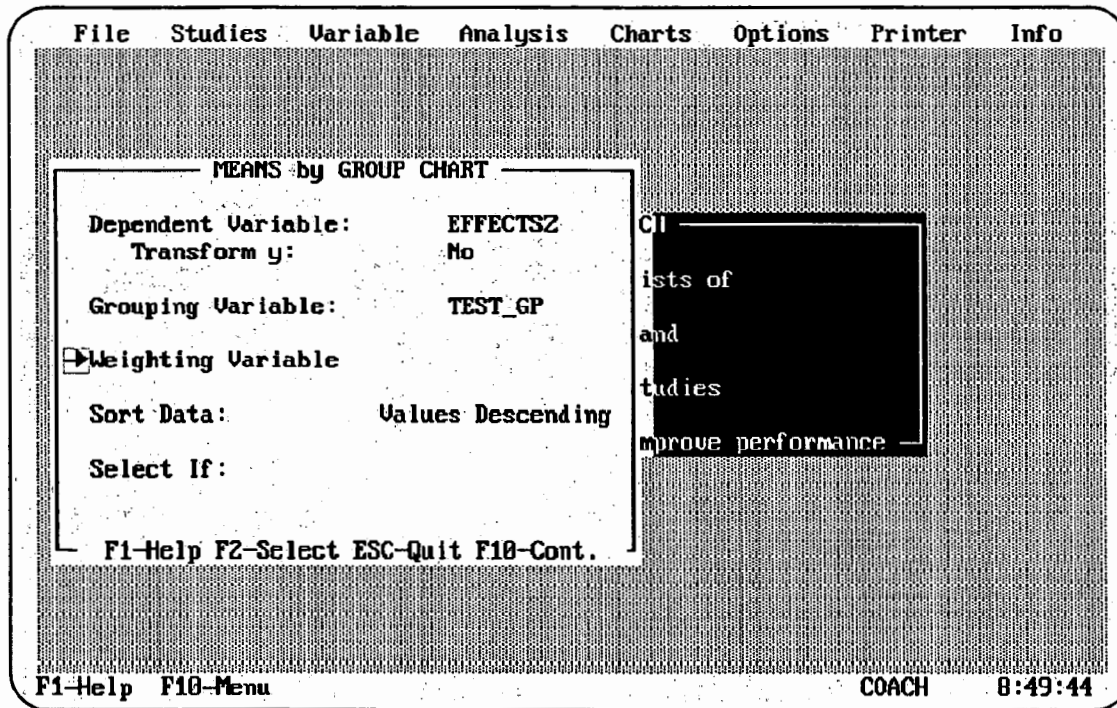 File Studies Variable Analysis Charts Options Printer Info
MEANS by GROUP CHART
Dependent Variable: EFFECTSZ
Transform y: No
Grouping Variable: TEST_GP
Weighting Variable
Sort Data: Values Descending
Select If:
F1-Help F2-Select ESC-Quit F10-Cont.
ists of
and
tudies
mprove performance
F1-Help F10-Menu COACH 8:49:44